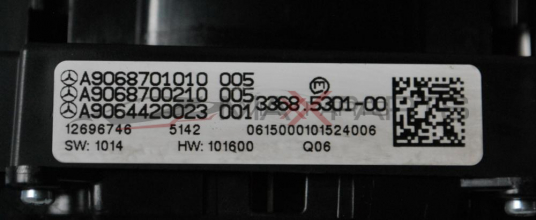 A9068701010 005
A9068700210 005
A9064420023 001 3368.5301-00
12696746 5142 0615000101524006
SW: 1014 HW: 101600 Q06